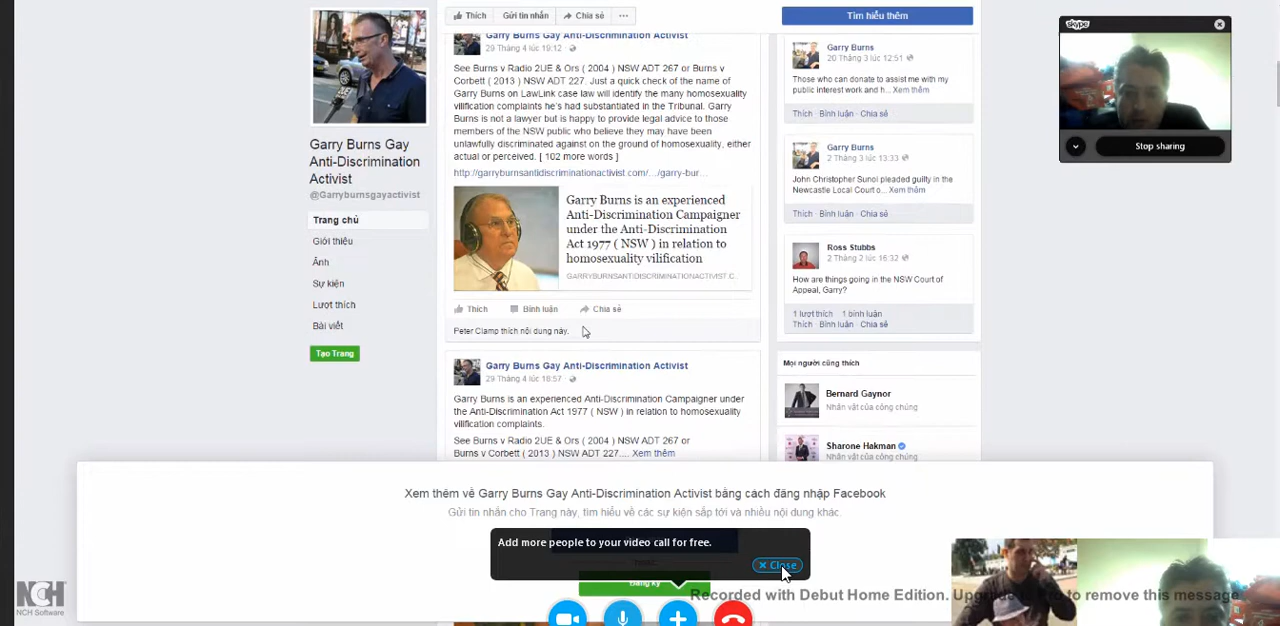 Thích
Gửi tin nhắn
Chia sẻ
Tìm hiểu thêm
skype
Stop sharing
Garry Burns Gay
Anti-Discrimination
Activist
@Garryburnsgayactivist
Trang chủ
Giới thiệu
Ảnh
Sự kiện
Lượt thích
Bài viết
Tạo Trang
Garry Burns Gay Anti-Discrimination Activist
29 Tháng 4 lúc 19:12 ·
See Burns v Radio 2UE & Ors ( 2004 ) NSW ADT 267 or Burns v
Corbett ( 2013 ) NSW ADT 227. Just a quick check of the name of
Garry Burns on LawLink case law will identify the many homosexuality
vilification complaints he's had substantiated in the Tribunal. Garry
Burns is not a lawyer but is happy to provide legal advice to those
members of the NSW public who believe they may have been
unlawfully discriminated against on the ground of homosexuality, either
actual or perceived. [ 102 more words ]
http://garryburnsantidiscriminationactivist.com/.../garry-bur...
Garry Burns is an experienced
Anti-Discrimination Campaigner
under the Anti-Discrimination
Act 1977 ( NSW ) in relation to
homosexuality vilification
GARRYBURNSANTIDISCRIMINATIONACTIVIST.C...
Thích Bình luận Chia sẻ
Peter Clamp thích nội dung này.
Garry Burns Gay Anti-Discrimination Activist
29 Tháng 4 lúc 18:57 ·
Garry Burns is an experienced Anti-Discrimination Campaigner under
the Anti-Discrimination Act 1977 ( NSW ) in relation to homosexuality
vilification complaints.
See Burns v Radio 2UE & Ors ( 2004 ) NSW ADT 267 or
Burns v Corbett ( 2013 ) NSW ADT 227.... Xem thêm
Garry Burns
20 Tháng 3 lúc 12:51 ·
Those who can donate to assist me with my
public interest work and h... Xem thêm
Thích · Bình luận · Chia sẻ
Garry Burns
2 Tháng 3 lúc 13:33 ·
John Christopher Sunol pleaded guilty in the
Newcastle Local Court o... Xem thêm
Thích · Bình luận · Chia sẻ
Ross Stubbs
2 Tháng 2 lúc 16:32 ·
How are things going in the NSW Court of
Appeal, Garry?
1 lượt thích · 1 bình luận
Thích · Bình luận · Chia sẻ
Mọi người cũng thích
Bernard Gaynor
Nhân vật của công chúng
Sharone Hakman
Nhân vật của công chúng
Xem thêm về Garry Burns Gay Anti-Discrimination Activist bằng cách đăng nhập Facebook
Gửi tin nhắn cho Trang này, tìm hiểu về các sự kiện sắp tới và nhiều nội dung khác.
Add more people to your video call for free.
Close
Đăng ký
NCH
NCH Software
Recorded with Debut Home Edition. to remove this message